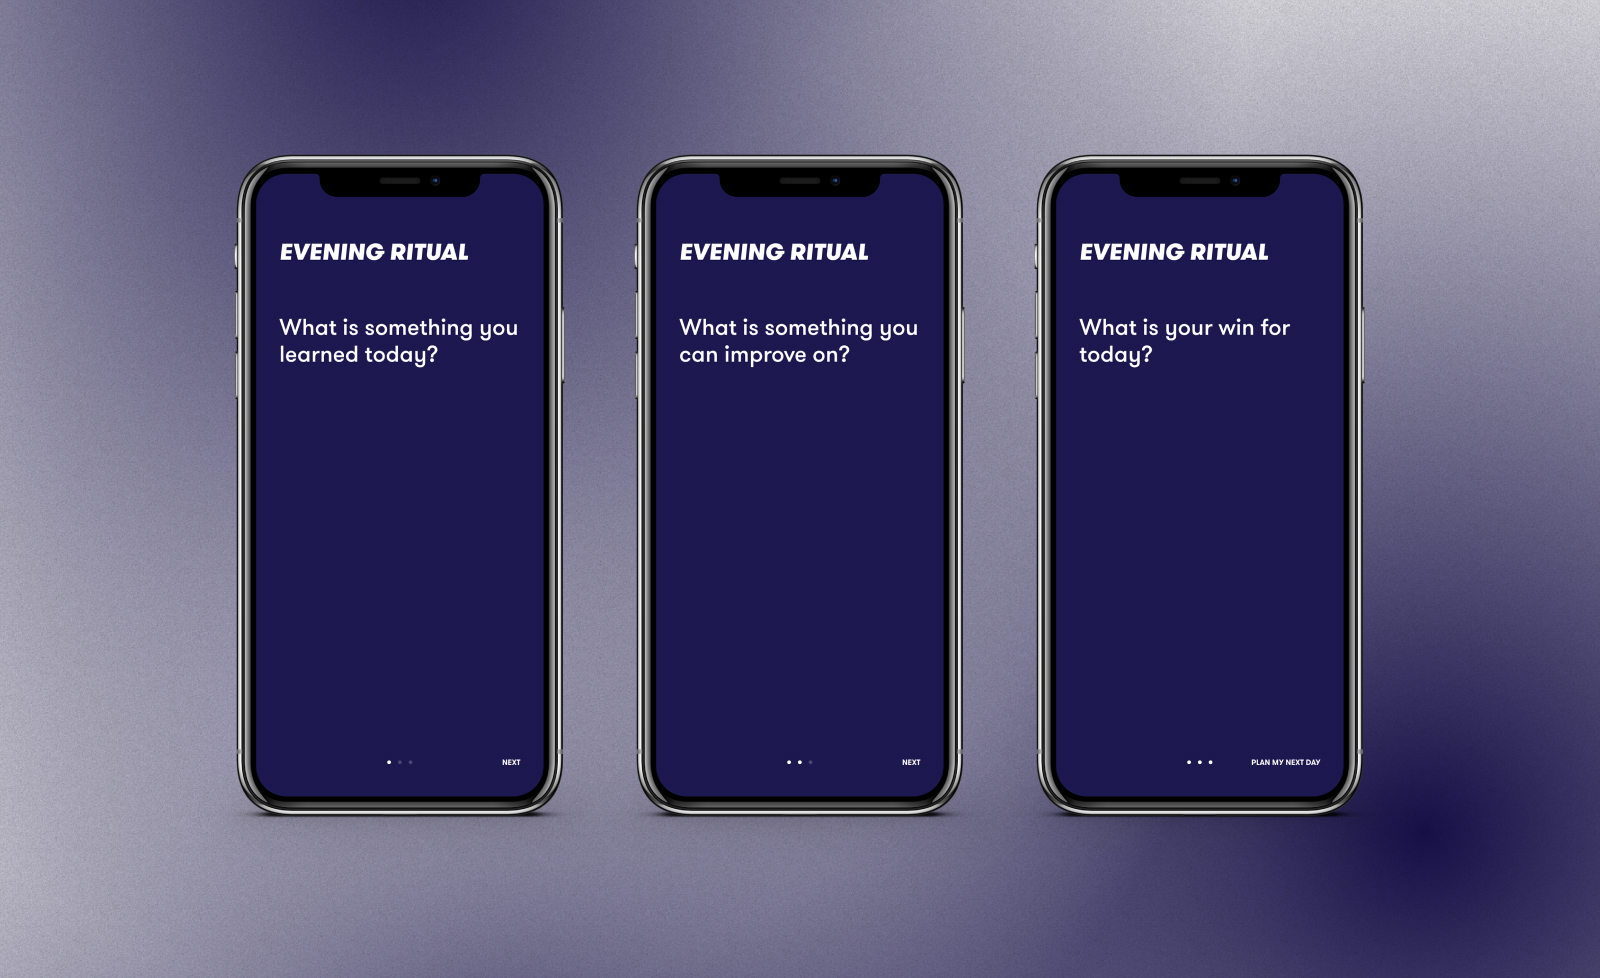 EVENING RITUAL
What is something you
learned today?
NEXT
EVENING RITUAL
What is something you
can improve on?
NEXT
EVENING RITUAL
What is your win for
today?
PLAN MY NEXT DAY